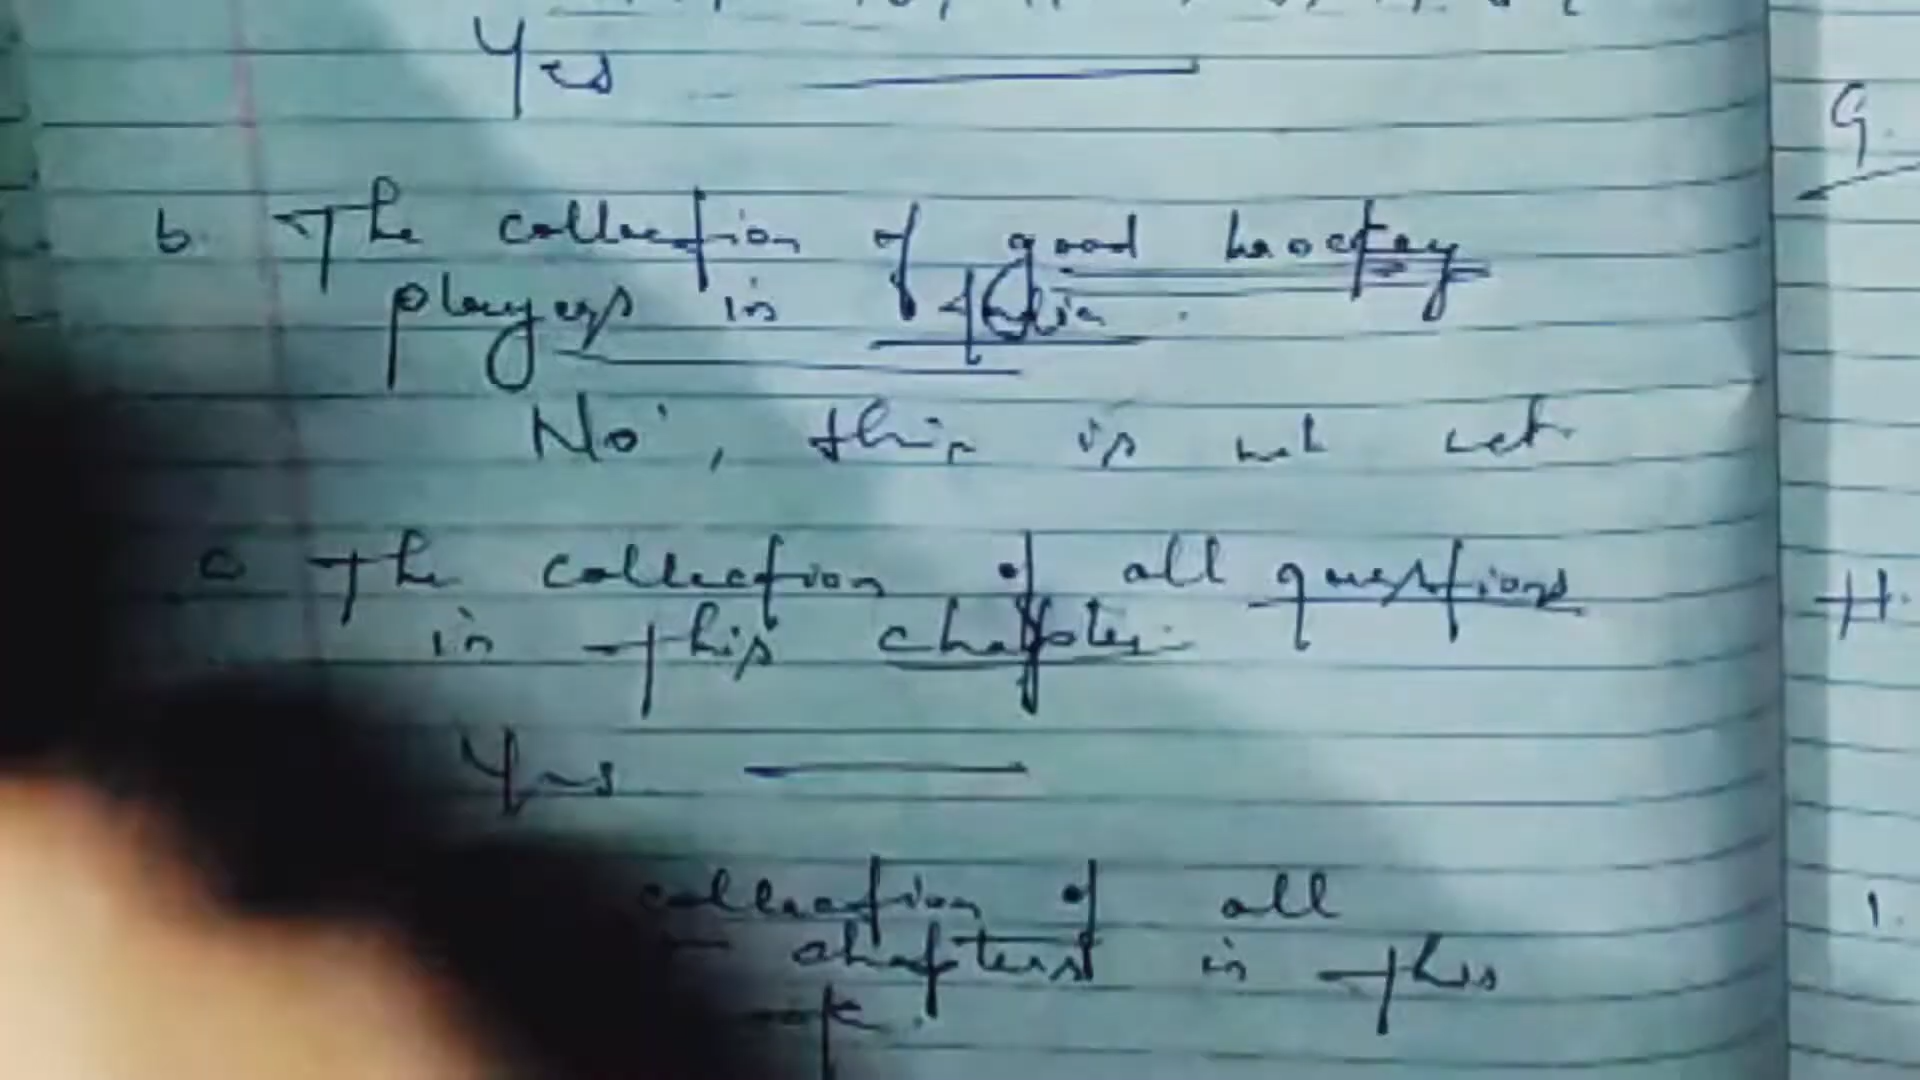 Yes
b. The collection of good hockey
players in India.
No, this is not set.
c The collection of all questions
in this chapter.
Yes
collection of all
chapters in this
G.
H.
I.